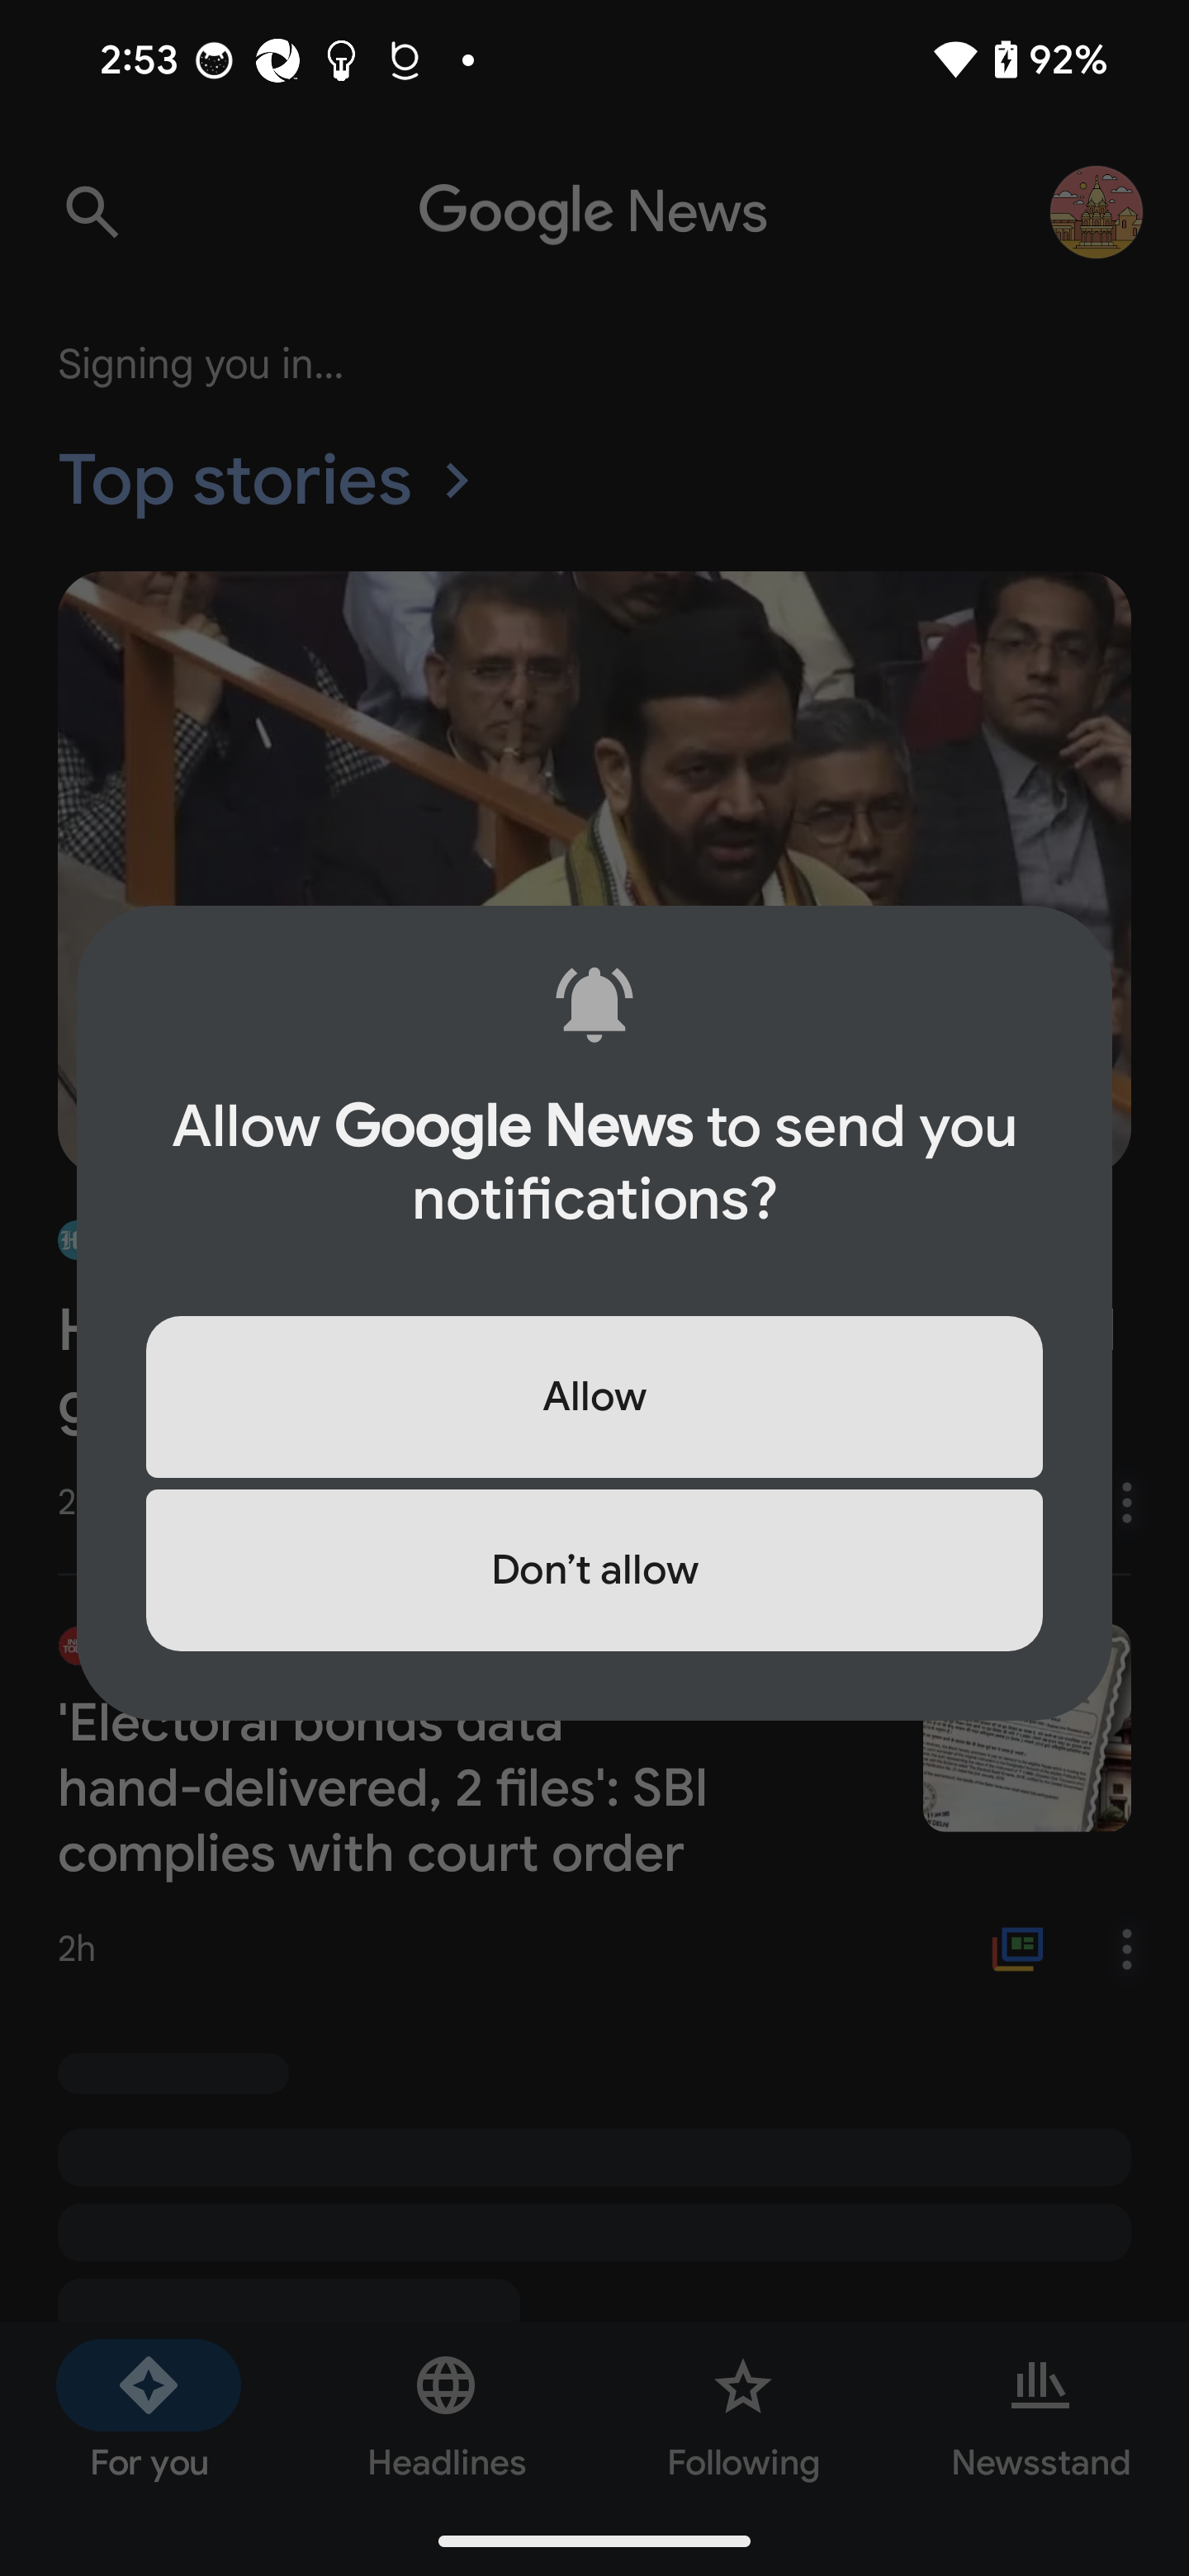 2:53
92%
Google News
Signing you in...
Top stories
Allow Google News to send you
notifications?
Allow
Don’t allow
'Electoral bonds data
hand-delivered, 2 files': SBI
complies with court order
2h
For you
Headlines
Following
Newsstand